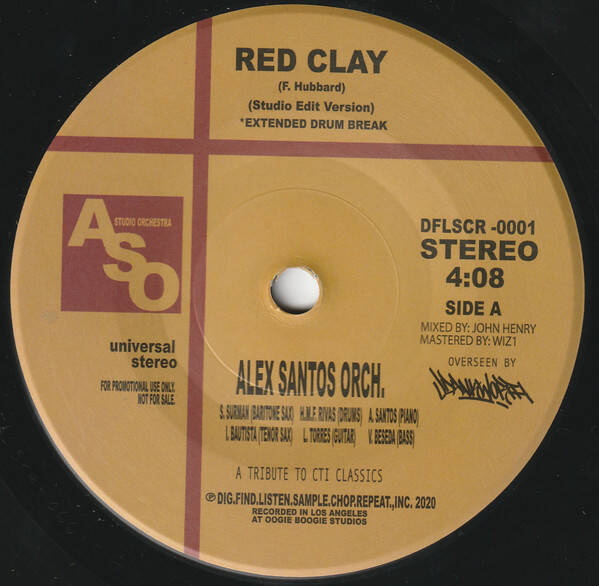 RED CLAY
(F. Hubbard)
(Studio Edit Version)
*EXTENDED DRUM BREAK
STUDIO ORCHESTRA
ASO
universal
stereo
FOR PROMOTIONAL USE ONLY.
NOT FOR SALE.
DFLSCR -0001
STEREO
4:08
SIDE A
MIXED BY: JOHN HENRY
MASTERED BY: WIZ1
OVERSEEN BY
ALEX SANTOS ORCH.
S. SURMAN (BARITONE SAX) H.M.F. RIVAS (DRUMS) A. SANTOS (PIANO)
I. BAUTISTA (TENOR SAX) L. TORRES (GUITAR) V. BESEDA (BASS)
A TRIBUTE TO CTI CLASSICS
Ⓟ DIG.FIND.LISTEN.SAMPLE.CHOP.REPEAT.,INC. 2020
RECORDED IN LOS ANGELES
AT OOGIE BOOGIE STUDIOS